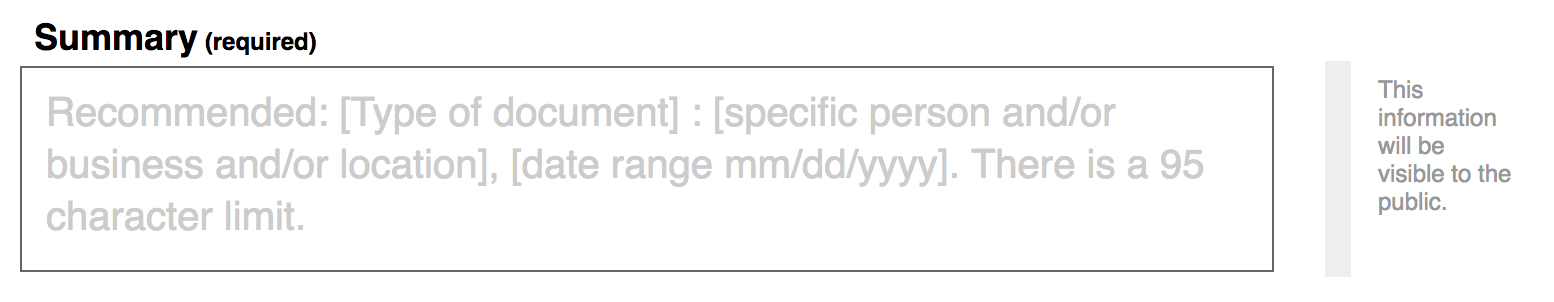 Summary (required)
Recommended: [Type of document] : [specific person and/or
business and/or location], [date range mm/dd/yyyy]. There is a 95
character limit.
This
information
will be
visible to the
public.